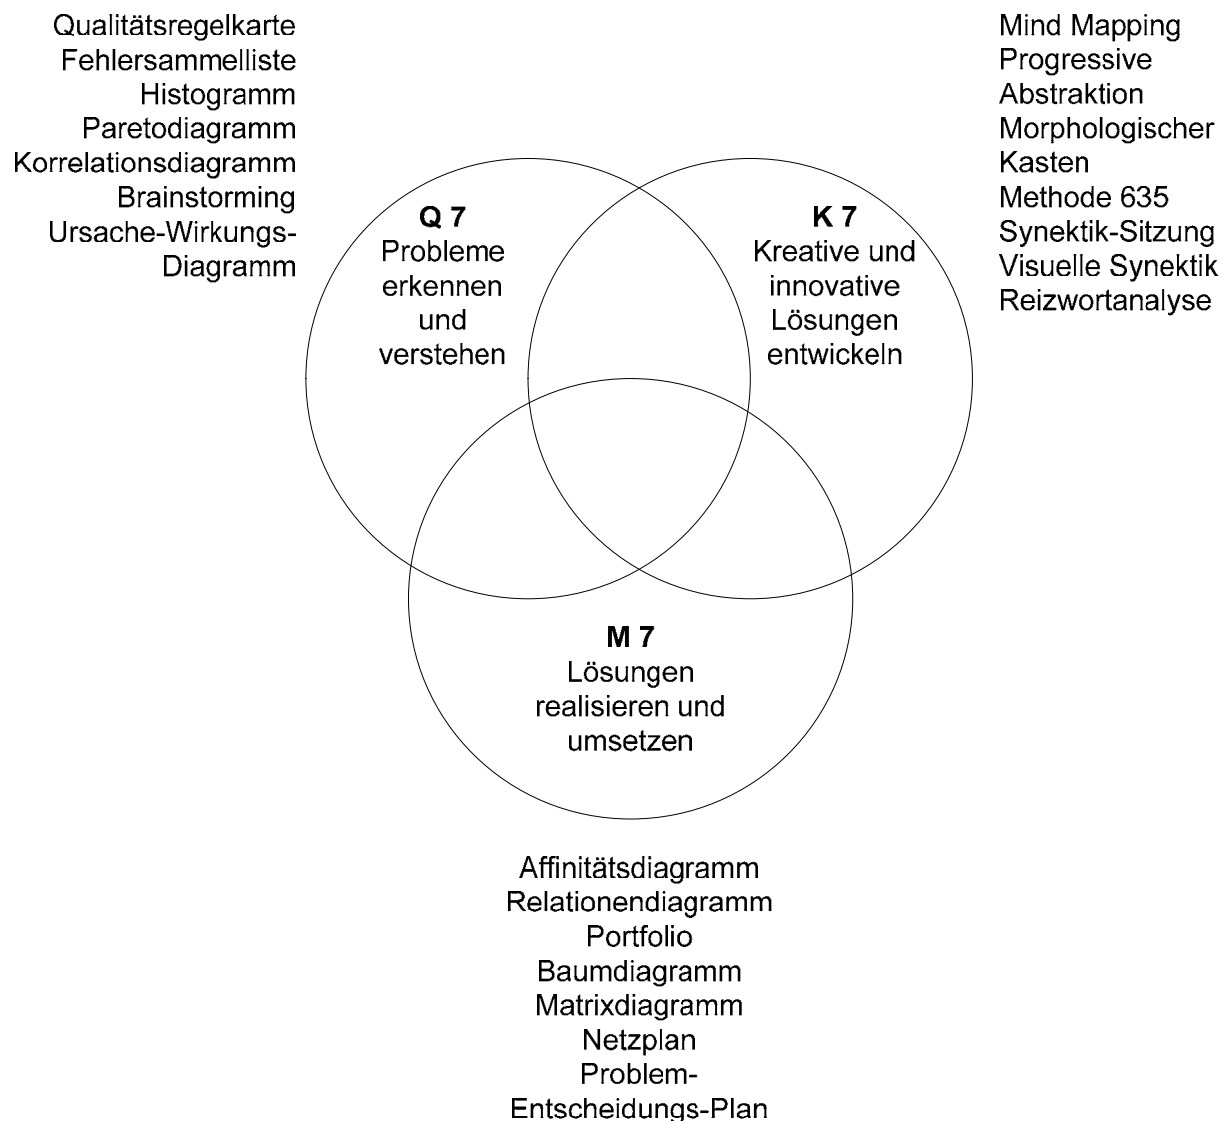 Qualitätsregelkarte
Fehlersammelliste
Histogramm
Paretodiagramm
Korrelationsdiagramm
Brainstorming
Ursache-Wirkungs-
Diagramm
Mind Mapping
Progressive
Abstraktion
Morphologischer
Kasten
Methode 635
Synektik-Sitzung
Visuelle Synektik
Reizwortanalyse
Q 7
Probleme
erkennen
und
verstehen
K 7
Kreative und
innovative
Lösungen
entwickeln
M 7
Lösungen
realisieren und
umsetzen
Affinitätsdiagramm
Relationendiagramm
Portfolio
Baumdiagramm
Matrixdiagramm
Netzplan
Problem-
Entscheidungs-Plan